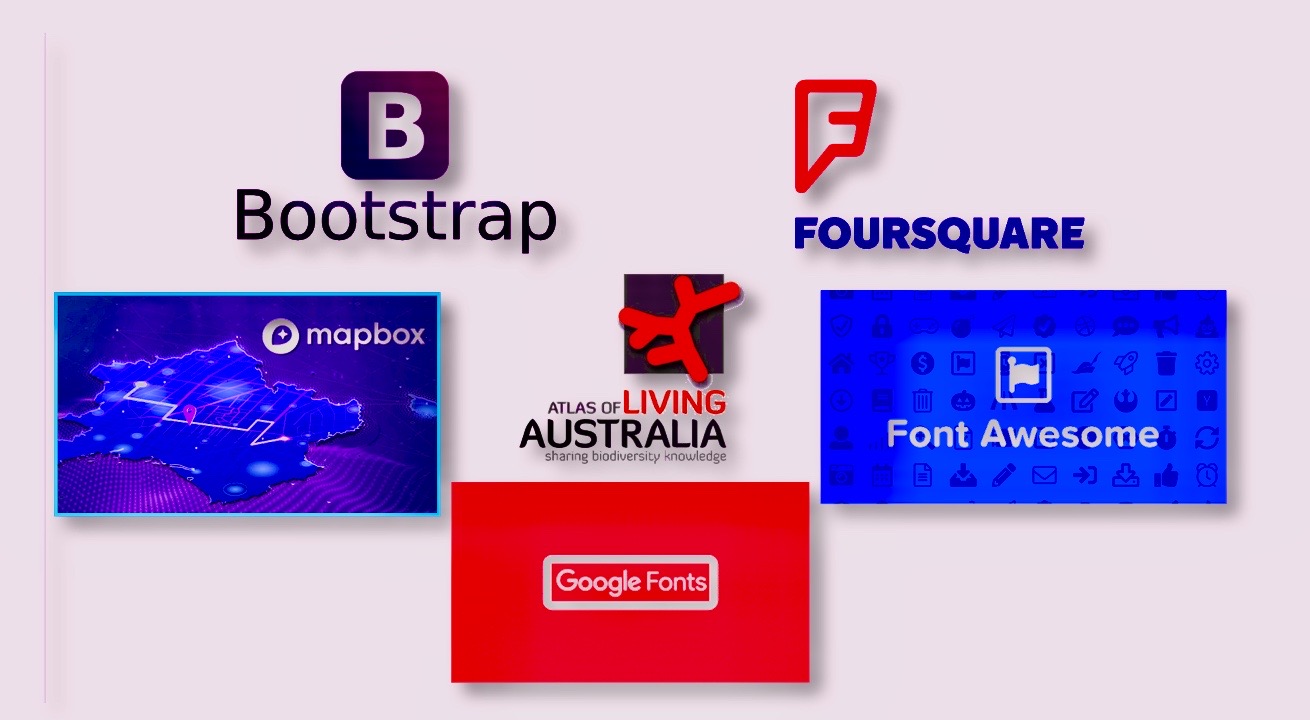 B
Bootstrap
F
FOURSQUARE
mapbox
ATLAS OF LIVING
AUSTRALIA
sharing biodiversity knowledge
Font Awesome
Google Fonts